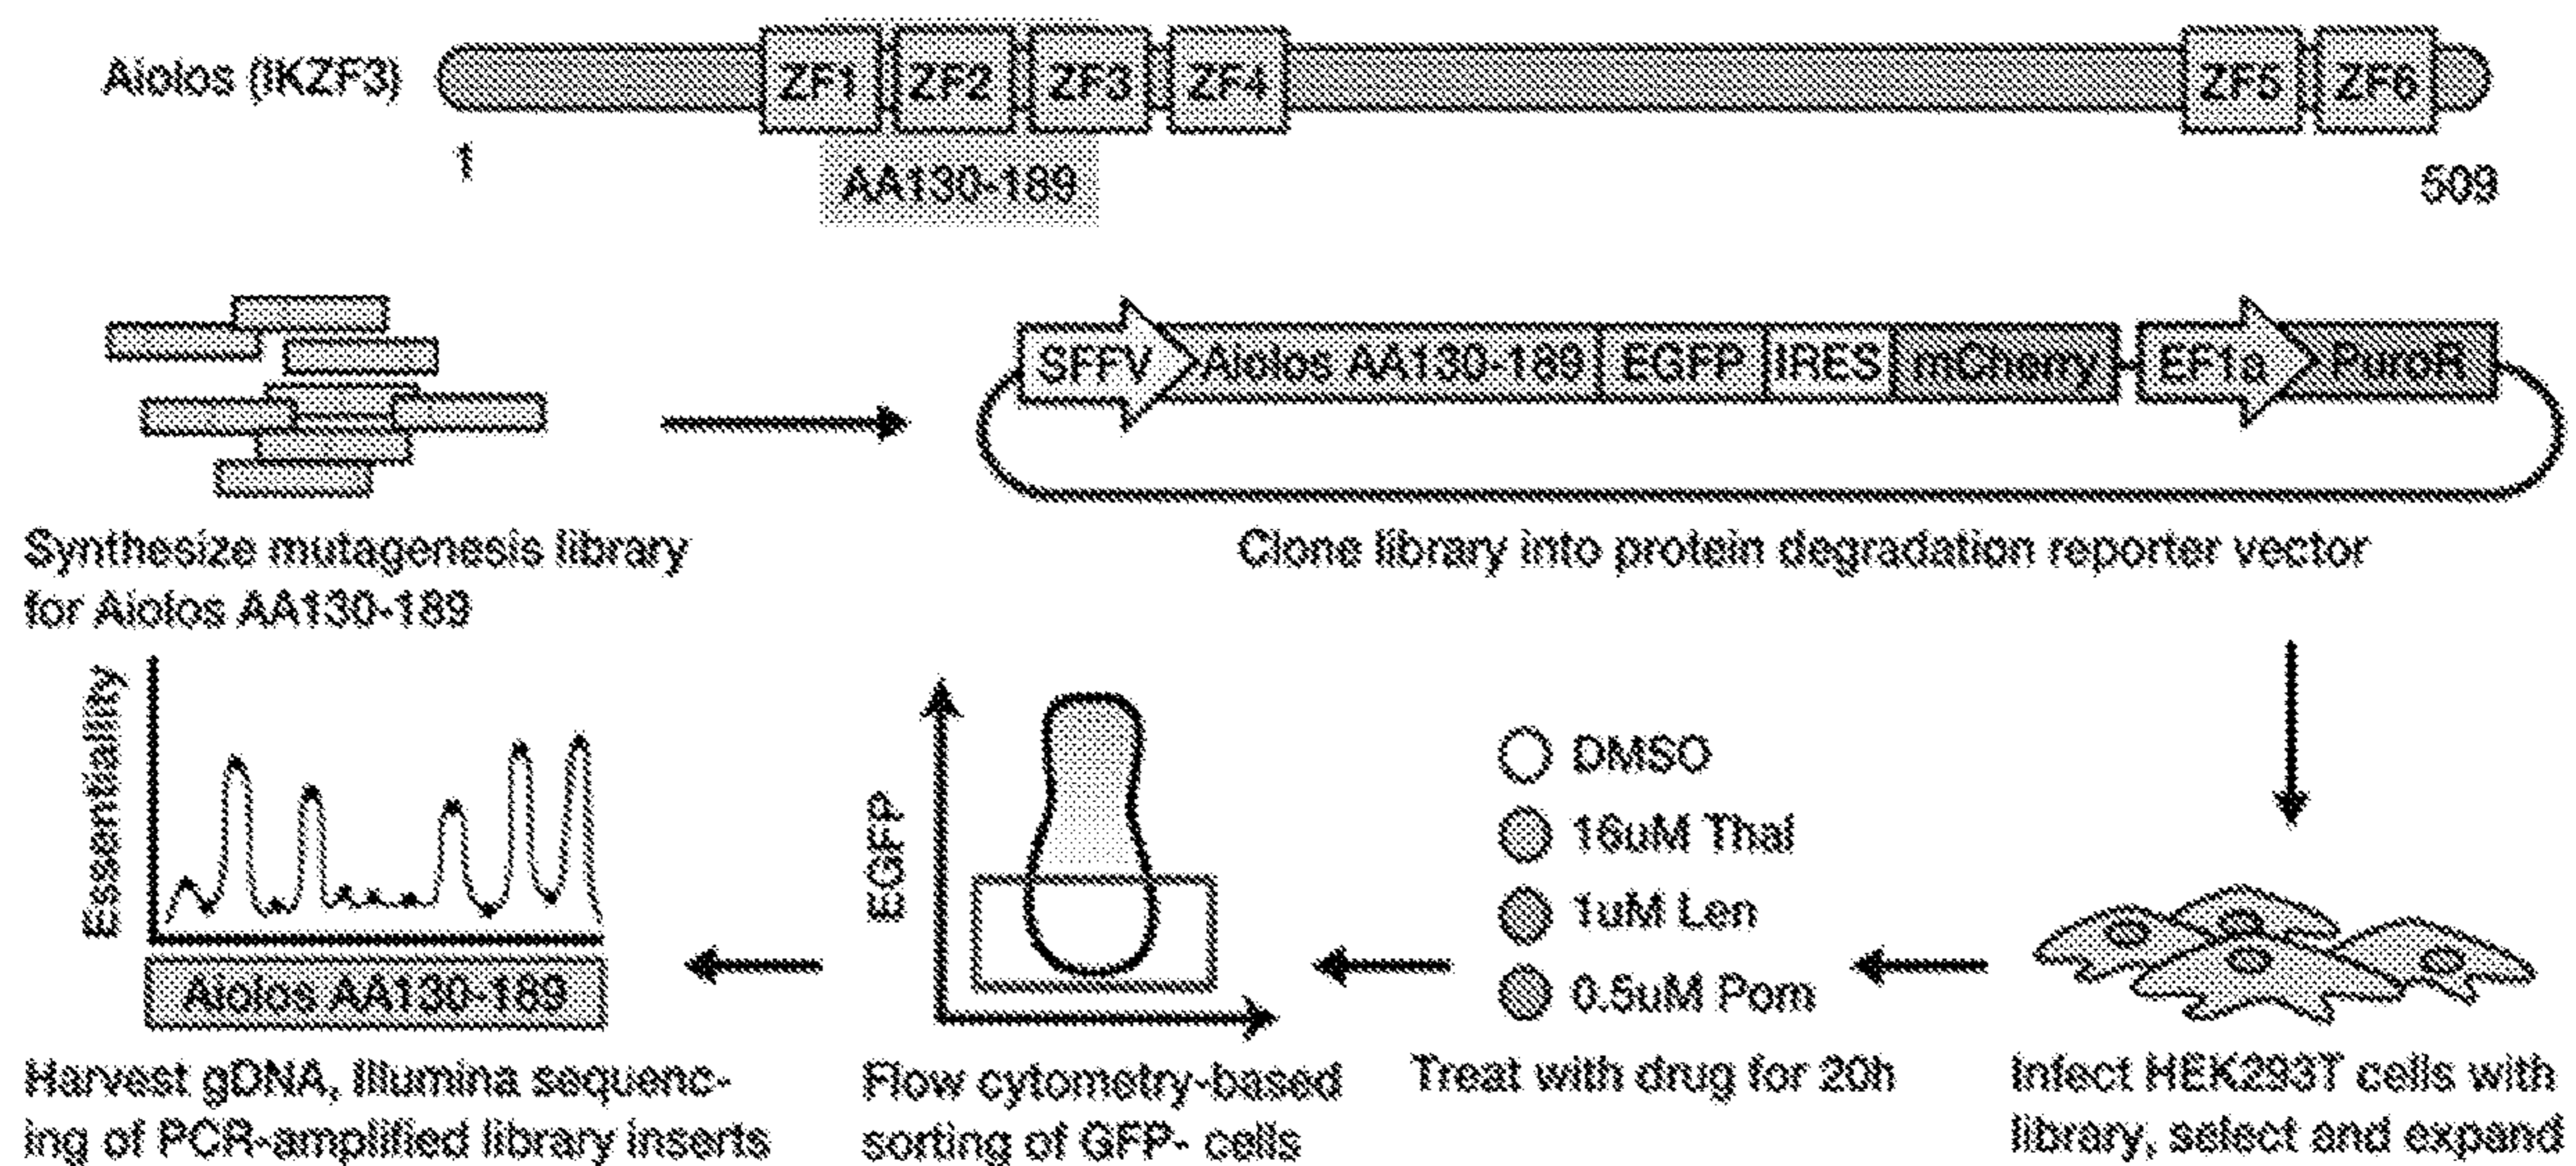 Aiolos (IKZF3)
ZF1 ZF2 ZF3 ZF4 ZF5 ZF6
1
AA130-189
509
SFFV Aiolos AA130-189 EGFP IRES mCherry EF1a PuroR
Synthesize mutagenesis library
for Aiolos AA130-189
Clone library into protein degradation reporter vector
Essentiality
Aiolos AA130-189
EGFP
DMSO
16uM Thal
1uM Len
0.5uM Pom
Harvest gDNA, Illumina sequenc-
ing of PCR-amplified library inserts
Flow cytometry-based
sorting of GFP- cells
Treat with drug for 20h
Infect HEK293T cells with
library, select and expand